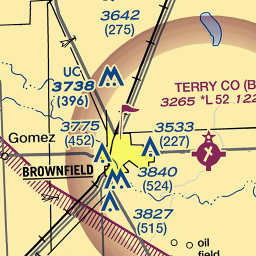 3642
(275)
UC
3738
(396)
TERRY CO (B
3265 *L 52 122
Gomez
3775
(452)
3533
(227)
BROWNFIELD
3840
(524)
3827
(515)
oil
field